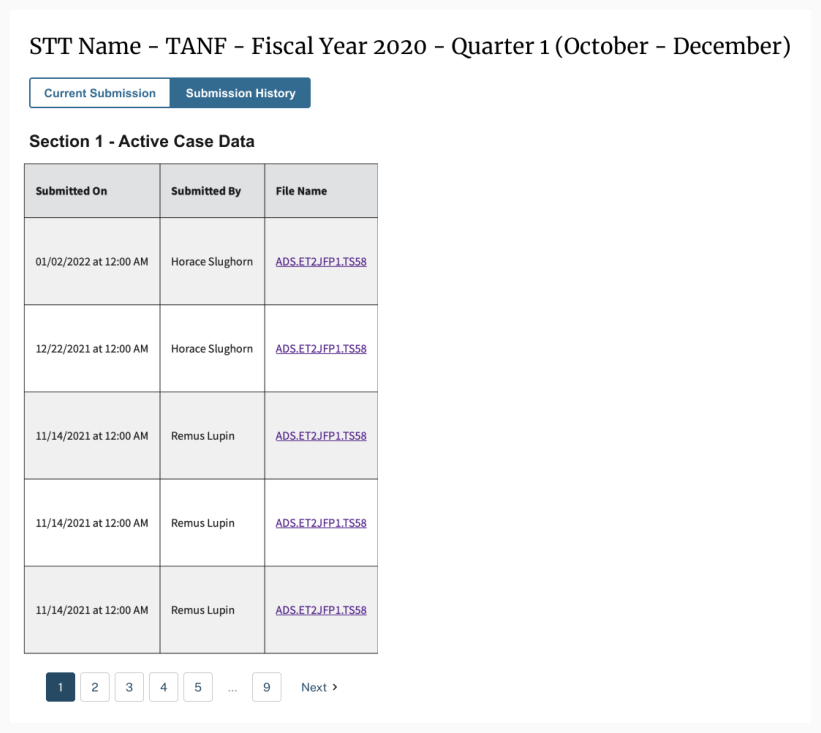 STT Name - TANF - Fiscal Year 2020 - Quarter 1 (October - December)
Current Submission Submission History
Section 1 - Active Case Data
Submitted On Submitted By File Name
01/02/2022 at 12:00 AM Horace Slughorn ADS.ET2JFP1.TS58
12/22/2021 at 12:00 AM Horace Slughorn ADS.ET2JFP1.TS58
11/14/2021 at 12:00 AM Remus Lupin ADS.ET2JFP1.TS58
11/14/2021 at 12:00 AM Remus Lupin ADS.ET2JFP1.TS58
11/14/2021 at 12:00 AM Remus Lupin ADS.ET2JFP1.TS58
1 2 3 4 5 ... 9 Next ›